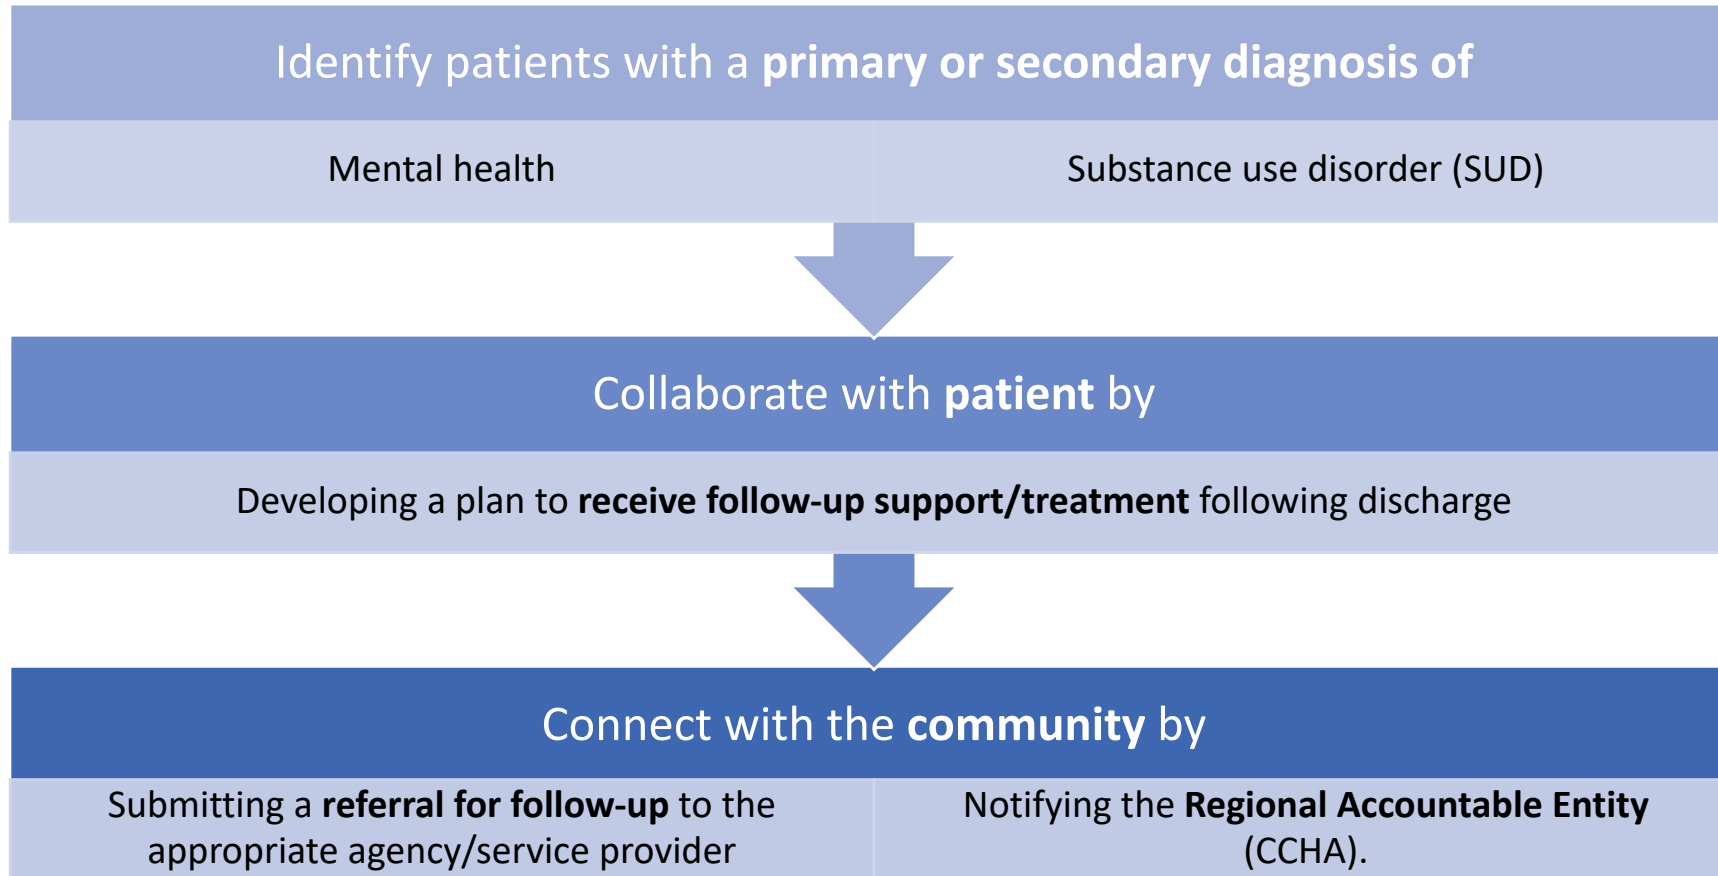 Identify patients with a primary or secondary diagnosis of
Mental health
Substance use disorder (SUD)
Collaborate with patient by
Developing a plan to receive follow-up support/treatment following discharge
Connect with the community by
Submitting a referral for follow-up to the
appropriate agency/service provider
Notifying the Regional Accountable Entity
(CCHA).